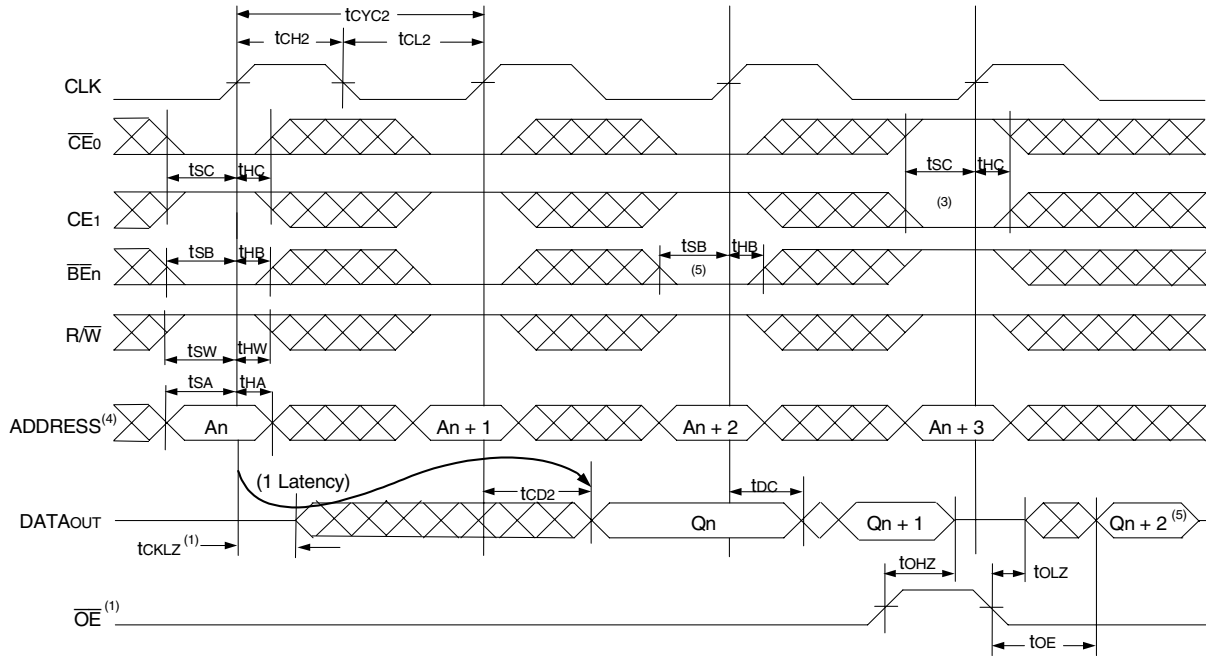 tCYC2
tCH2 tCL2
CLK
CE0
tSC tHC tSC tHC
(3)
CE1
tSB tHB tSB tHB
(5)
BEn
R/W
tSW tHW
tSA tHA
ADDRESS(4) An An + 1 An + 2 An + 3
(1 Latency)
tCD2 tDC
DATAOUT Qn Qn + 1 Qn + 2 (5)
tCKLZ (1)
tOHZ tOLZ
OE (1)
tOE